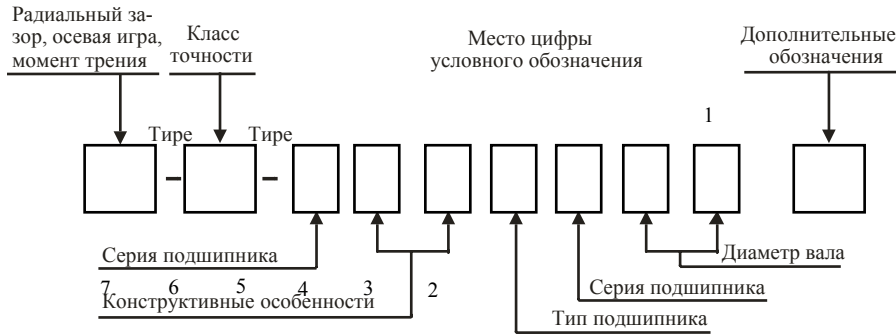 Радиальный за-
зор, осевая игра,
момент трения
Класс
точности
Место цифры
условного обозначения
Дополнительные
обозначения
1
Тире
Тире
Серия подшипника
Диаметр вала
7 6 5 4 3 2
Конструктивные особенности
Серия подшипника
Тип подшипника